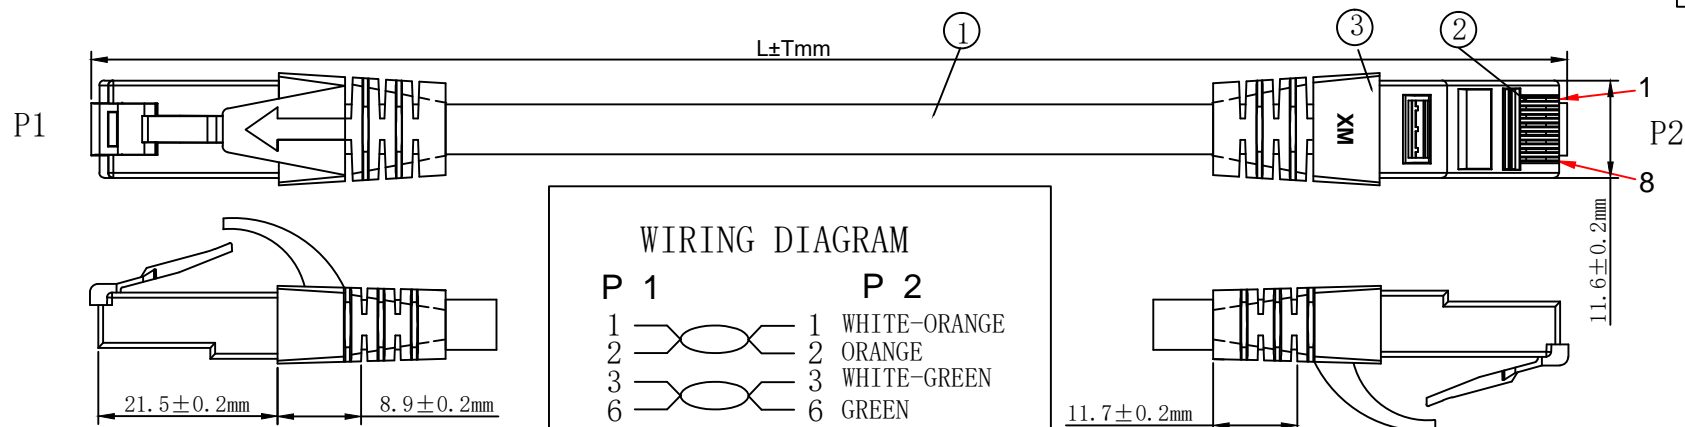 L±Tmm
1
3
2
1
P1
XM
P2
8
WIRING DIAGRAM
P 1 P 2
1 1 WHITE-ORANGE
2 2 ORANGE
3 3 WHITE-GREEN
6 6 GREEN
11.6±0.2mm
21.5±0.2mm
8.9±0.2mm
11.7±0.2mm